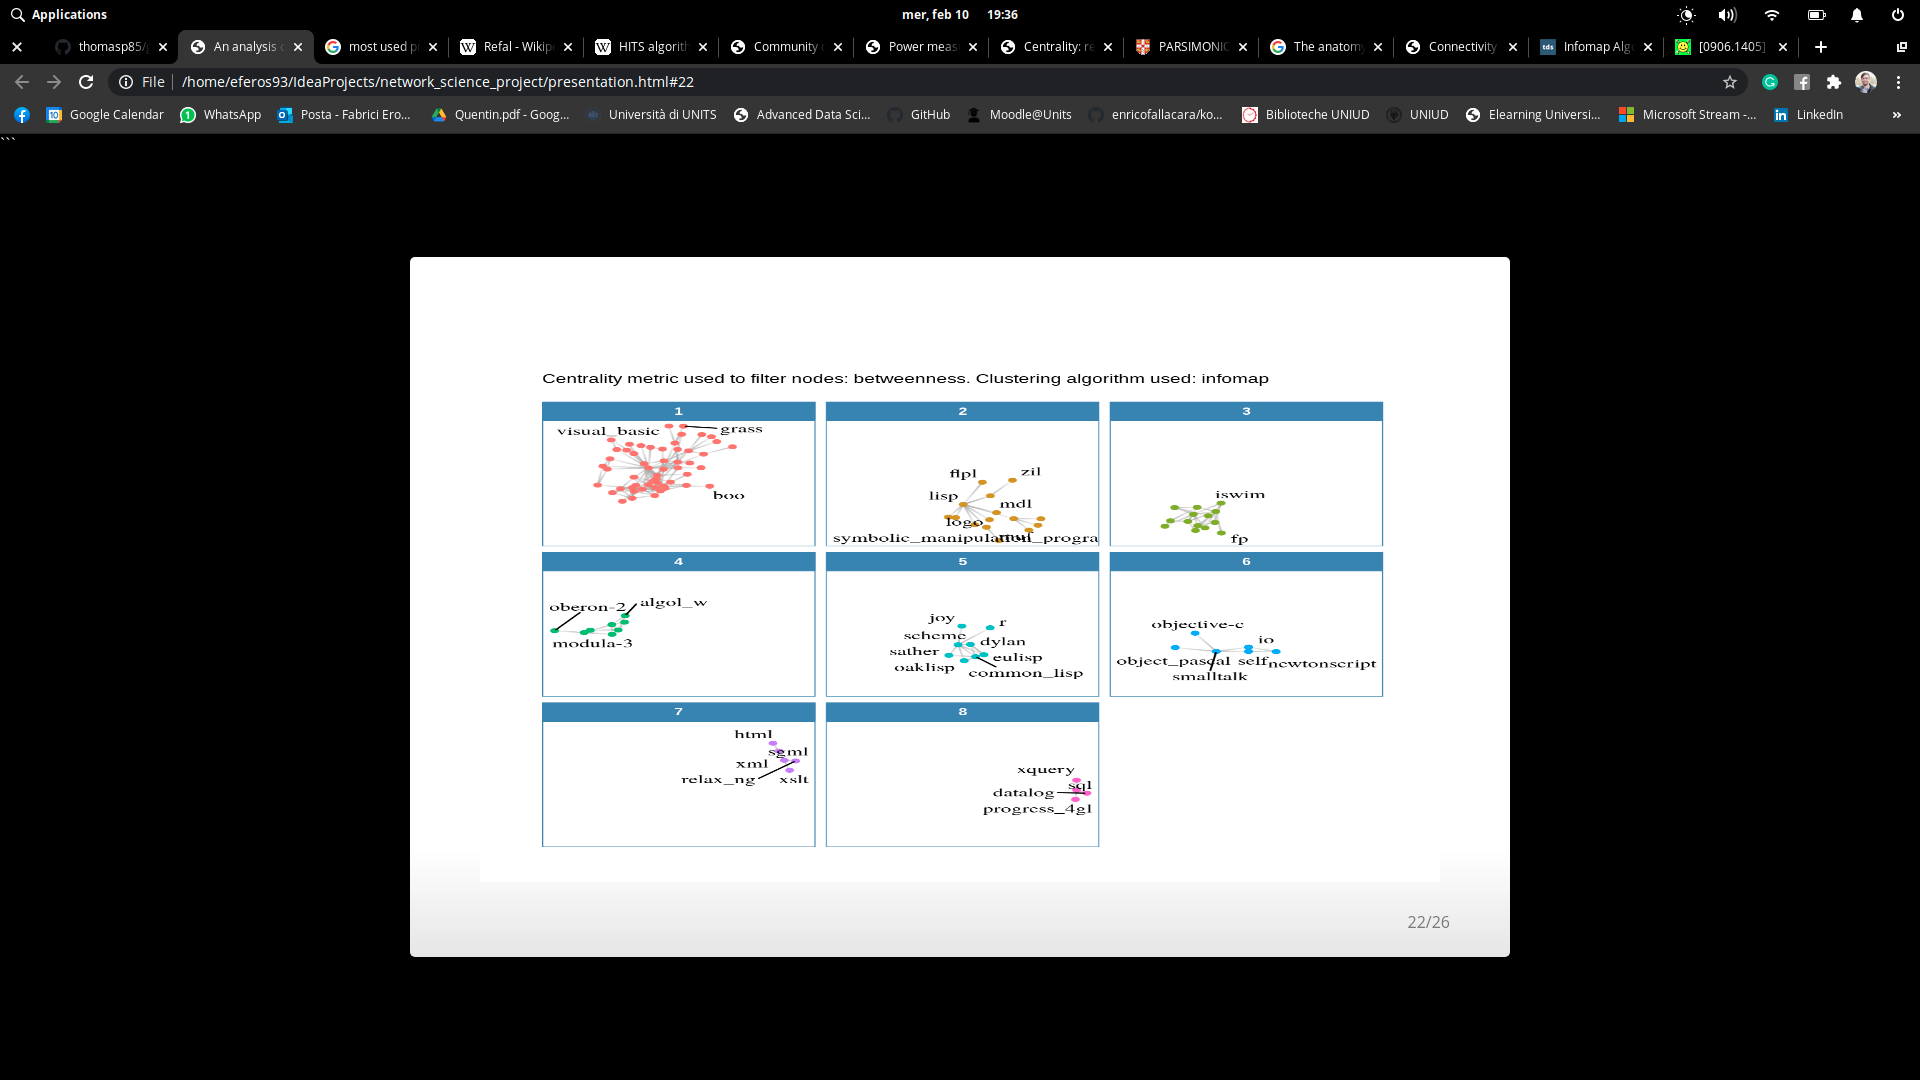 Applications
mer, feb 10 19:36
thomasp85/g
An analysis o
most used p
Refal - Wikip
HITS algorith
Community
Power meas
Centrality: re
PARSIMONIC
The anatom
Connectivity
Infomap Alg
[0906.1405]
File /home/eferos93/IdeaProjects/network_science_project/presentation.html#22
Google Calendar
WhatsApp
Posta - Fabrici Ero...
Quentin.pdf - Goog...
Università di UNITS
Advanced Data Sci...
GitHub
Moodle@Units
enricofallacara/ko...
Biblioteche UNIUD
UNIUD
Elearning Universi...
Microsoft Stream -...
LinkedIn
»
```
Centrality metric used to filter nodes: betweenness. Clustering algorithm used: infomap
1
visual_basic
grass
boo
2
flpl
zil
lisp
mdl
logo
symbolic_manipulation_progra
3
iswim
fp
4
oberon-2
algol_w
modula-3
5
joy
r
scheme
dylan
sather
eulisp
oaklisp
common_lisp
6
objective-c
io
object_pascal
self
newtonscript
smalltalk
7
html
sgml
xml
relax_ng
xslt
8
xquery
sql
datalog
progress_4gl
22/26